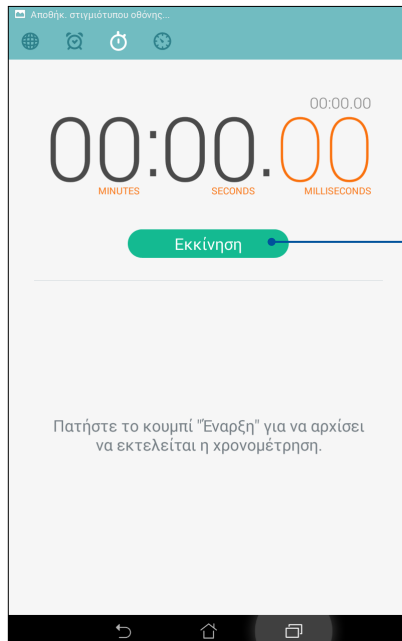 Αποθήκ. στιγμιότυπου οθόνης...
00:00.00
00:00.00
MINUTES SECONDS MILLISECONDS
Εκκίνηση
Πατήστε το κουμπί "Έναρξη" για να αρχίσει
να εκτελείται η χρονομέτρηση.